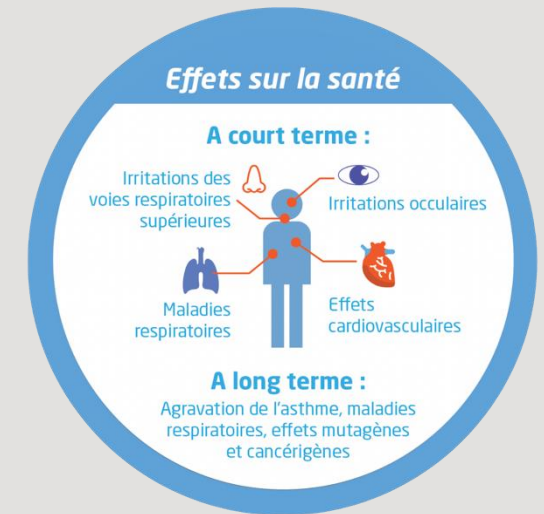 Effets sur la santé
A court terme :
Irritations des
voies respiratoires
supérieures
Irritations occulaires
Maladies
respiratoires
Effets
cardiovasculaires
A long terme :
Agravation de l'asthme, maladies
respiratoires, effets mutagènes
et cancérigènes